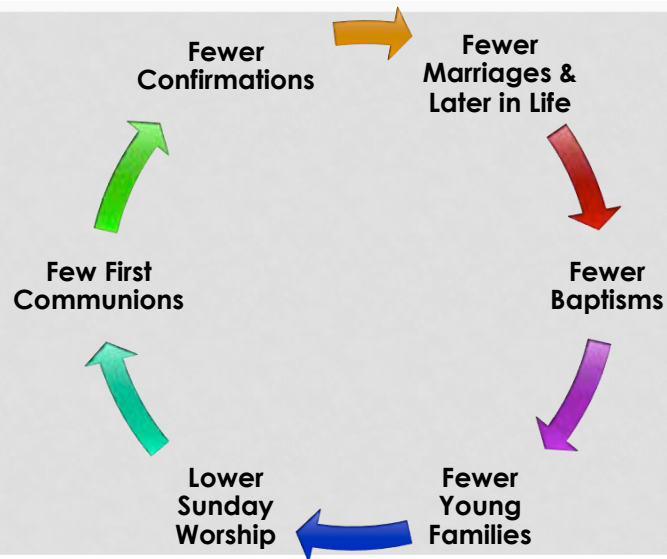 Fewer
Confirmations
Fewer
Marriages &
Later in Life
Fewer
Baptisms
Fewer
Young
Families
Lower
Sunday
Worship
Few First
Communions